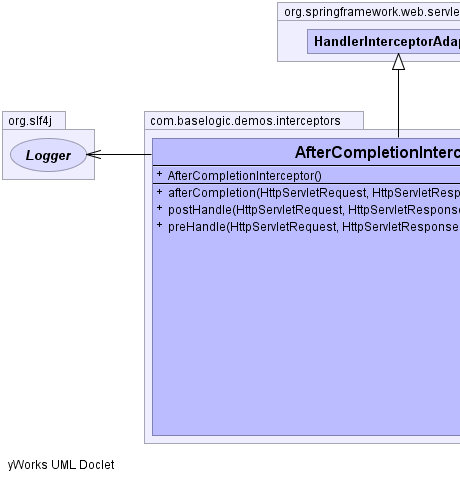 org.springframework.web.servle
HandlerInterceptorAdap
org.slf4j
Logger
com.baselogic.demos.interceptors
AfterCompletionInterc
+ AfterCompletionInterceptor()
+ afterCompletion(HttpServletRequest, HttpServletResp
+ postHandle(HttpServletRequest, HttpServletResponse
+ preHandle(HttpServletRequest, HttpServletResponse
yWorks UML Doclet